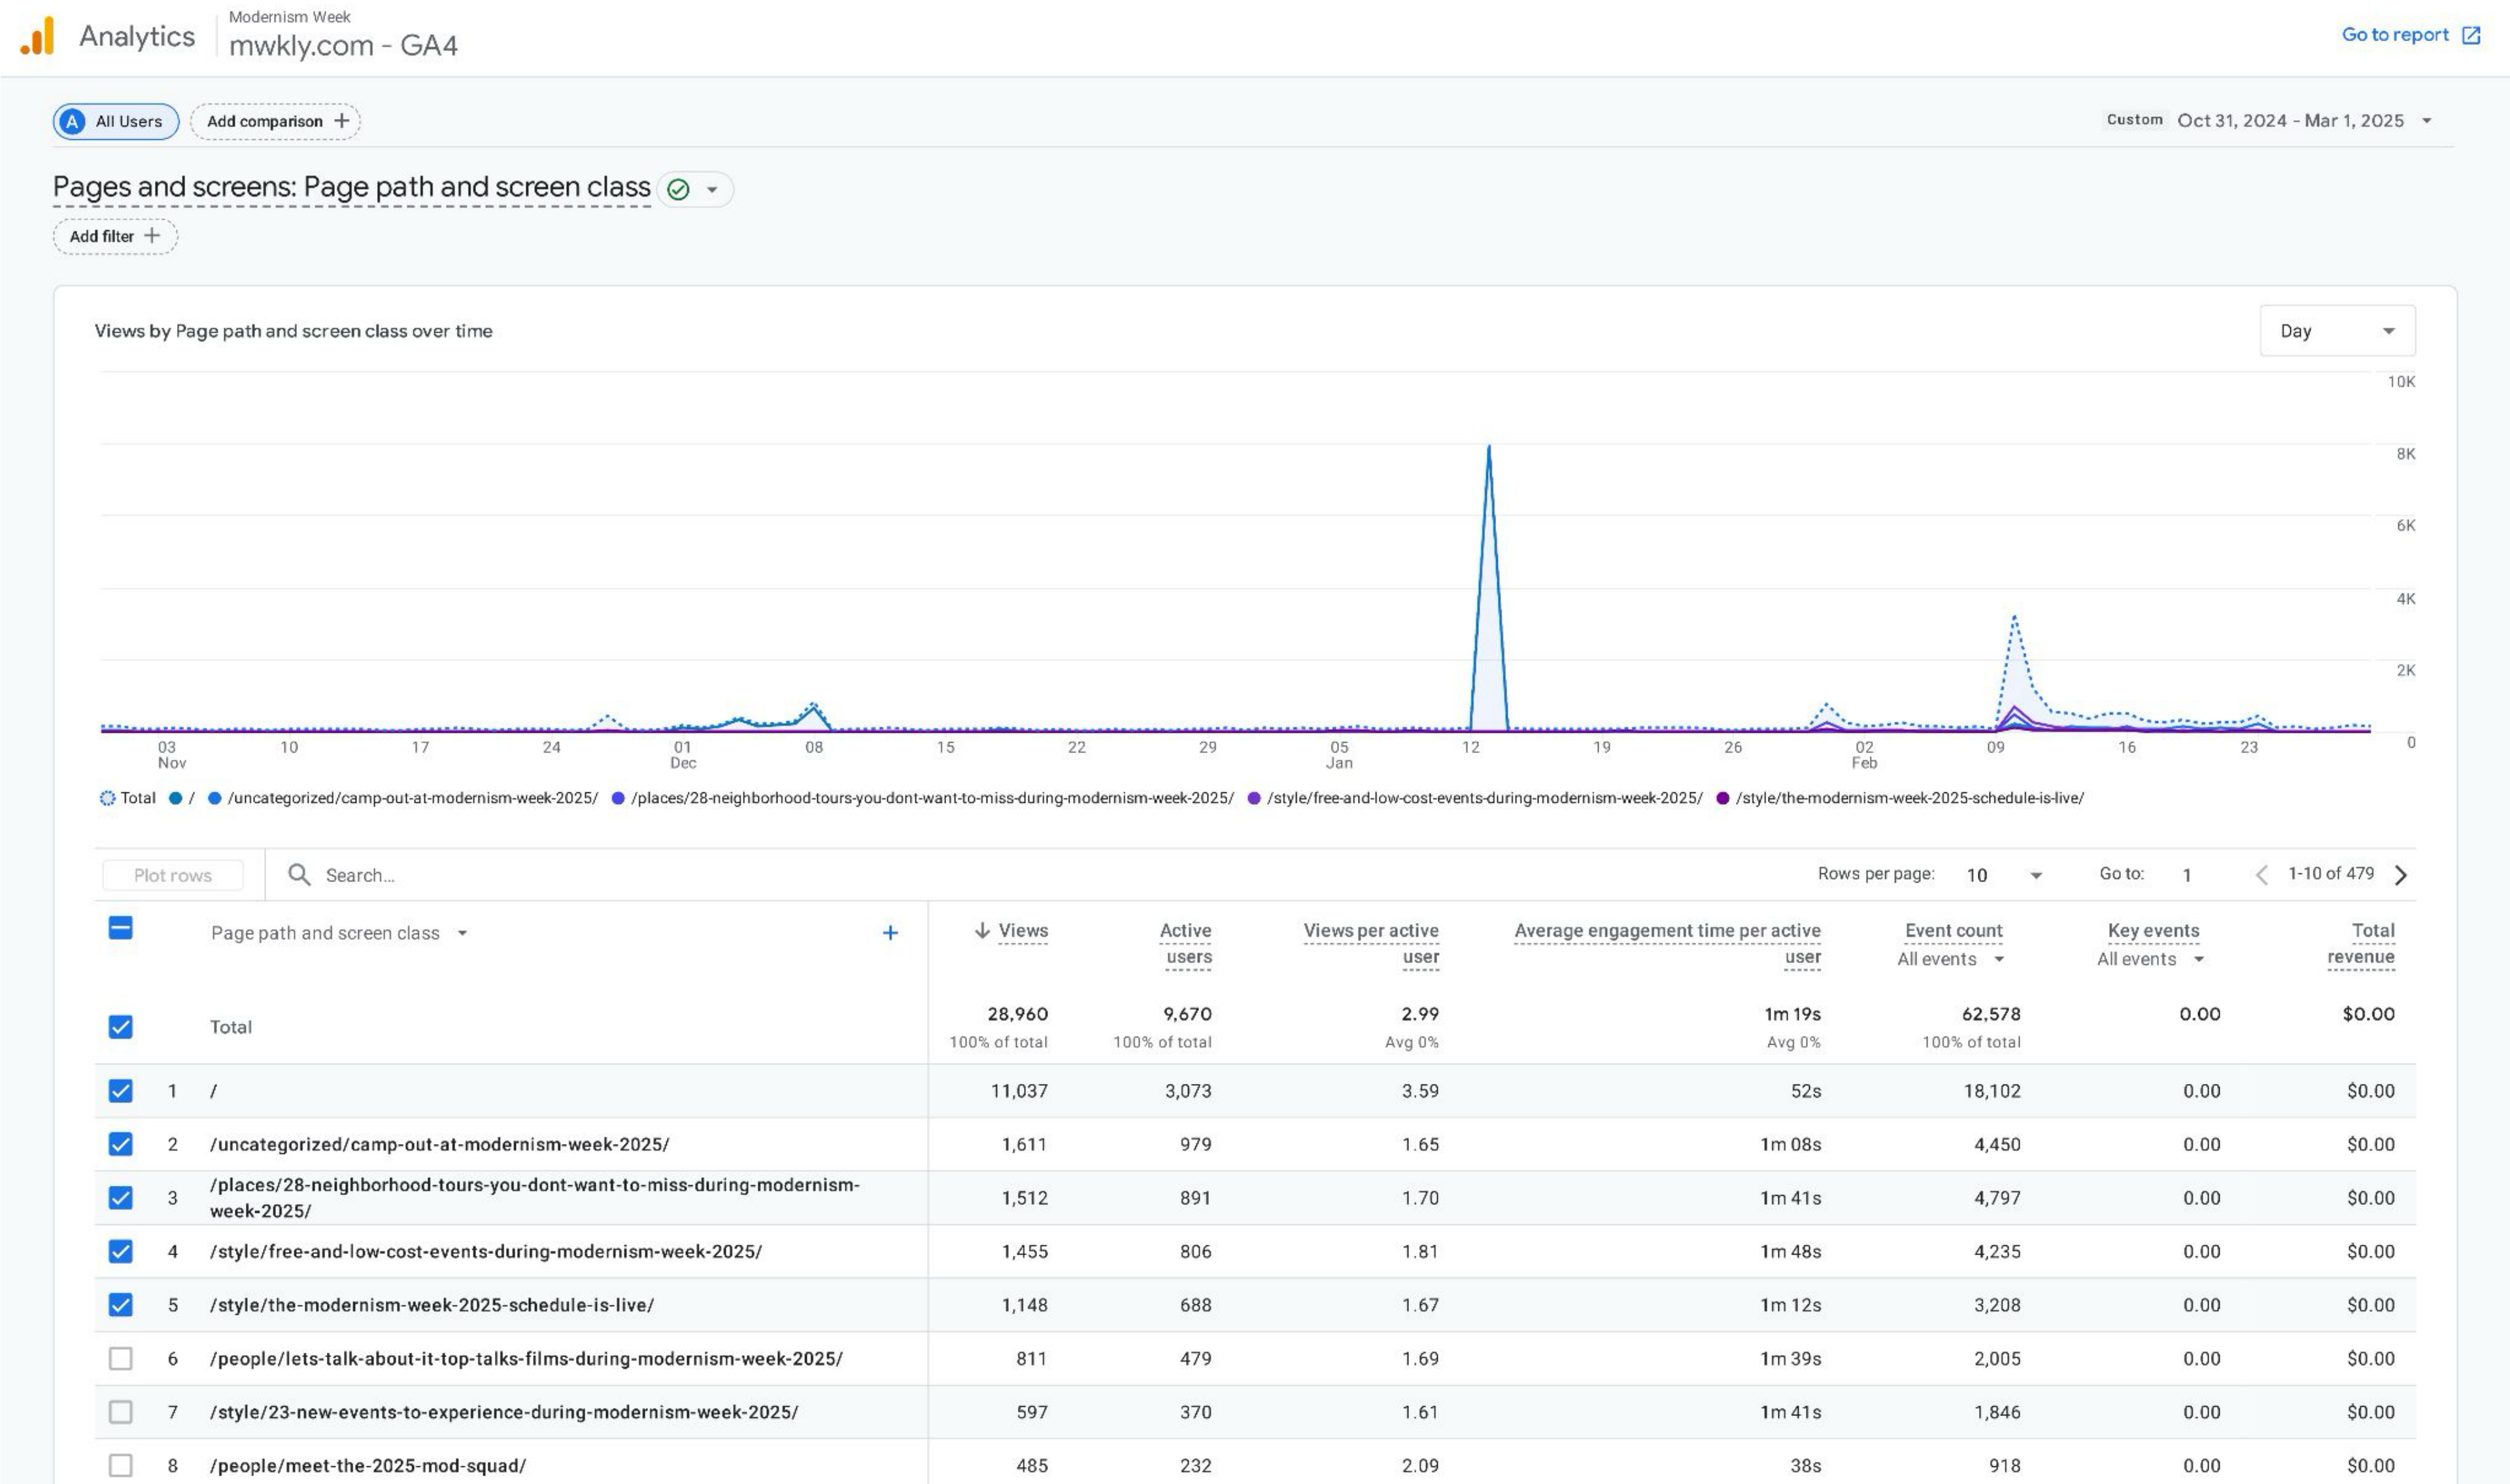 Modernism Week
Analytics
mwkly.com - GA4
Go to report
A All Users
Add comparison +
Custom Oct 31, 2024 - Mar 1, 2025
Pages and screens: Page path and screen class
Add filter +
Views by Page path and screen class over time
Day
10K
8K
6K
4K
2K
0
03 10 17 24 01 08 15 22 29 05 12 19 26 02 09 16 23
Nov Dec Jan Feb
Total / /uncategorized/camp-out-at-modernism-week-2025/ /places/28-neighborhood-tours-you-dont-want-to-miss-during-modernism-week-2025/ /style/free-and-low-cost-events-during-modernism-week-2025/ /style/the-modernism-week-2025-schedule-is-live/
Plot rows Search... Rows per page: 10 Go to: 1 1-10 of 479
Page path and screen class + Views Active Views per active Average engagement time per active Event count Key events Total
users user user All events All events revenue
Total 28,960 9,670 2.99 1m 19s 62,578 0.00 $0.00
100% of total 100% of total Avg 0% Avg 0% 100% of total
1 / 11,037 3,073 3.59 52s 18,102 0.00 $0.00
2 /uncategorized/camp-out-at-modernism-week-2025/ 1,611 979 1.65 1m 08s 4,450 0.00 $0.00
3 /places/28-neighborhood-tours-you-dont-want-to-miss-during-modernism- 1,512 891 1.70 1m 41s 4,797 0.00 $0.00
week-2025/
4 /style/free-and-low-cost-events-during-modernism-week-2025/ 1,455 806 1.81 1m 48s 4,235 0.00 $0.00
5 /style/the-modernism-week-2025-schedule-is-live/ 1,148 688 1.67 1m 12s 3,208 0.00 $0.00
6 /people/lets-talk-about-it-top-talks-films-during-modernism-week-2025/ 811 479 1.69 1m 39s 2,005 0.00 $0.00
7 /style/23-new-events-to-experience-during-modernism-week-2025/ 597 370 1.61 1m 41s 1,846 0.00 $0.00
8 /people/meet-the-2025-mod-squad/ 485 232 2.09 38s 918 0.00 $0.00